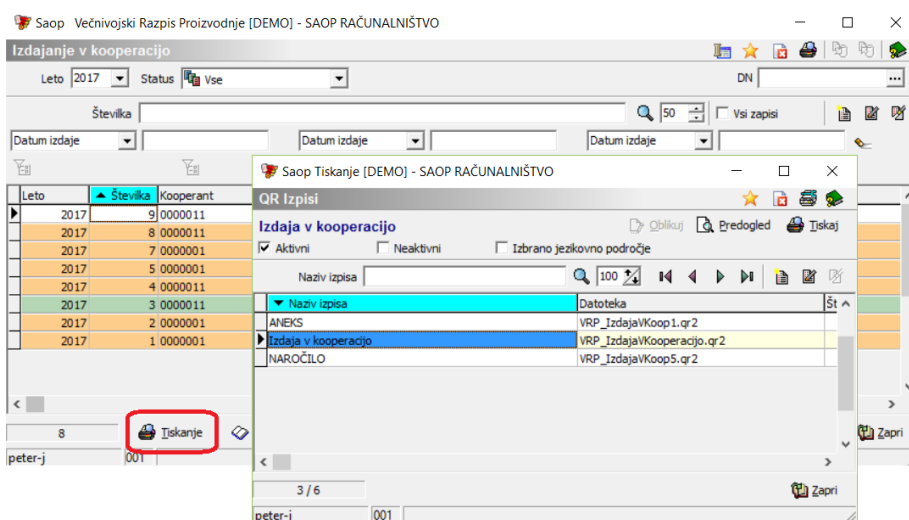 Saop Večnivojski Razpis Proizvodnje [DEMO] - SAOP RAČUNALNIŠTVO
Izdajanje v kooperacijo
Leto 2017 Status Vse DN ...
Številka 50 Vsi zapisi
Datum izdaje Datum izdaje Datum izdaje
Leto Številka Kooperant
2017 9 0000011
2017 8 0000011
2017 7 0000001
2017 5 0000001
2017 4 0000011
2017 3 0000011
2017 2 0000001
2017 1 0000001
8 Tiskanje Zapri
peter-j 001
Saop Tiskanje [DEMO] - SAOP RAČUNALNIŠTVO
QR Izpisi
Izdaja v kooperacijo Oblikuj Predogled Tiskaj
Aktivni Neaktivni Izbrano jezikovno področje
Naziv izpisa 100
Naziv izpisa Datoteka Št
ANEKS VRP_IzdajaVKoop1.qr2
Izdaja v kooperacijo VRP_IzdajaVKooperacijo.qr2
NAROČILO VRP_IzdajaVKoop5.qr2
3 / 6 Zapri
peter-j 001